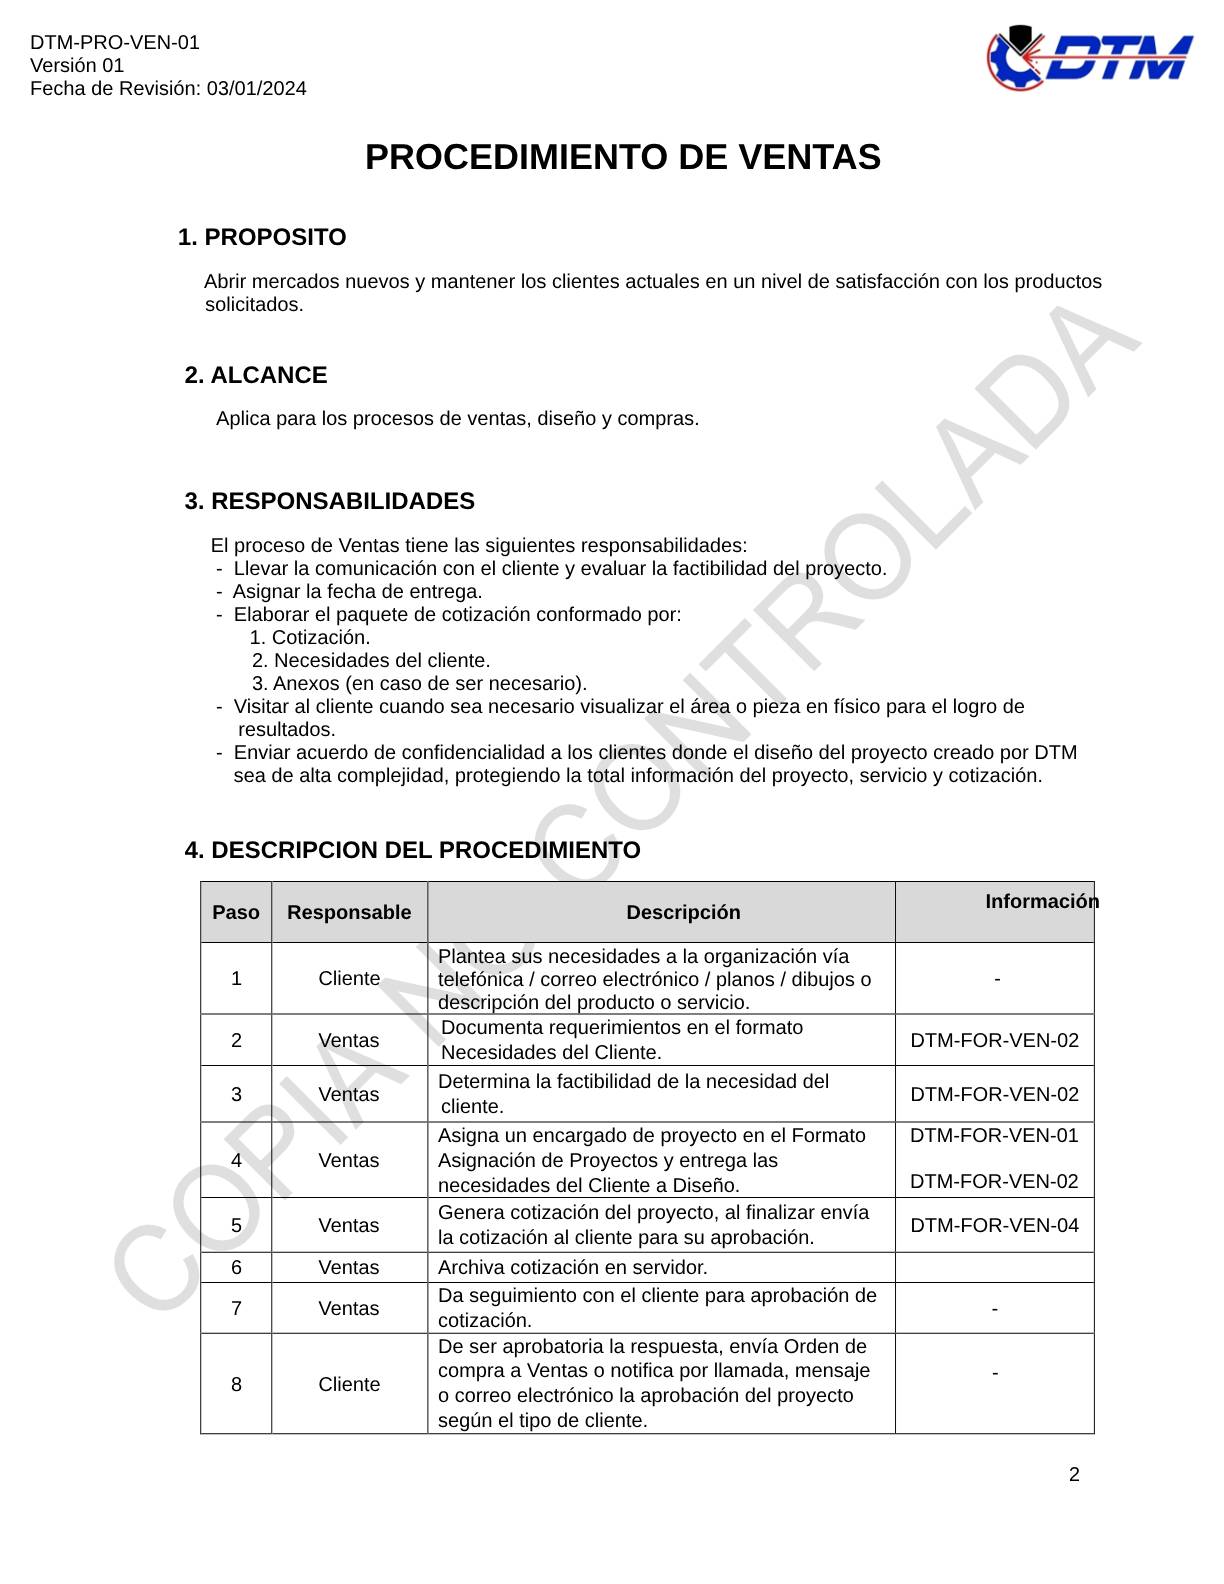 DTM-PRO-VEN-01
Versión 01
Fecha de Revisión: 03/01/2024
DTM
PROCEDIMIENTO DE VENTAS
1. PROPOSITO
Abrir mercados nuevos y mantener los clientes actuales en un nivel de satisfacción con los productos
solicitados.
2. ALCANCE
Aplica para los procesos de ventas, diseño y compras.
3. RESPONSABILIDADES
El proceso de Ventas tiene las siguientes responsabilidades:
- Llevar la comunicación con el cliente y evaluar la factibilidad del proyecto.
- Asignar la fecha de entrega.
- Elaborar el paquete de cotización conformado por:
1. Cotización.
2. Necesidades del cliente.
3. Anexos (en caso de ser necesario).
- Visitar al cliente cuando sea necesario visualizar el área o pieza en físico para el logro de
resultados.
- Enviar acuerdo de confidencialidad a los clientes donde el diseño del proyecto creado por DTM
sea de alta complejidad, protegiendo la total información del proyecto, servicio y cotización.
4. DESCRIPCION DEL PROCEDIMIENTO
Paso Responsable Descripción Información
1 Cliente Plantea sus necesidades a la organización vía
telefónica / correo electrónico / planos / dibujos o
descripción del producto o servicio. -
2 Ventas Documenta requerimientos en el formato
Necesidades del Cliente. DTM-FOR-VEN-02
3 Ventas Determina la factibilidad de la necesidad del
cliente. DTM-FOR-VEN-02
4 Ventas Asigna un encargado de proyecto en el Formato
Asignación de Proyectos y entrega las
necesidades del Cliente a Diseño. DTM-FOR-VEN-01
DTM-FOR-VEN-02
5 Ventas Genera cotización del proyecto, al finalizar envía
la cotización al cliente para su aprobación. DTM-FOR-VEN-04
6 Ventas Archiva cotización en servidor.
7 Ventas Da seguimiento con el cliente para aprobación de
cotización. -
8 Cliente De ser aprobatoria la respuesta, envía Orden de
compra a Ventas o notifica por llamada, mensaje
o correo electrónico la aprobación del proyecto
según el tipo de cliente. -
COPIA NO CONTROLADA
2